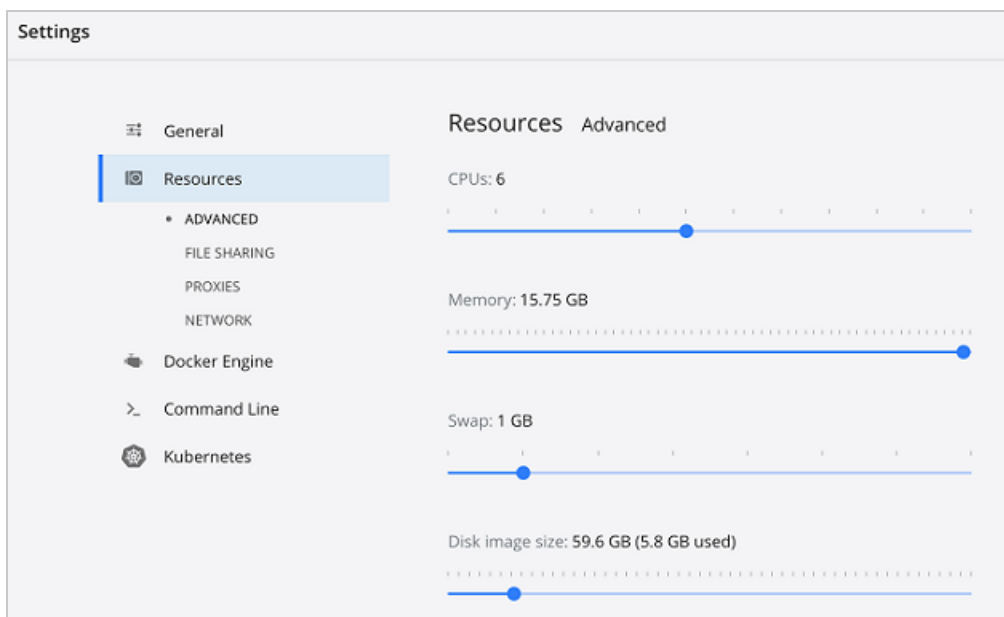 Settings
General
Resources
ADVANCED
FILE SHARING
PROXIES
NETWORK
Docker Engine
Command Line
Kubernetes
Resources Advanced
CPUs: 6
Memory: 15.75 GB
Swap: 1 GB
Disk image size: 59.6 GB (5.8 GB used)